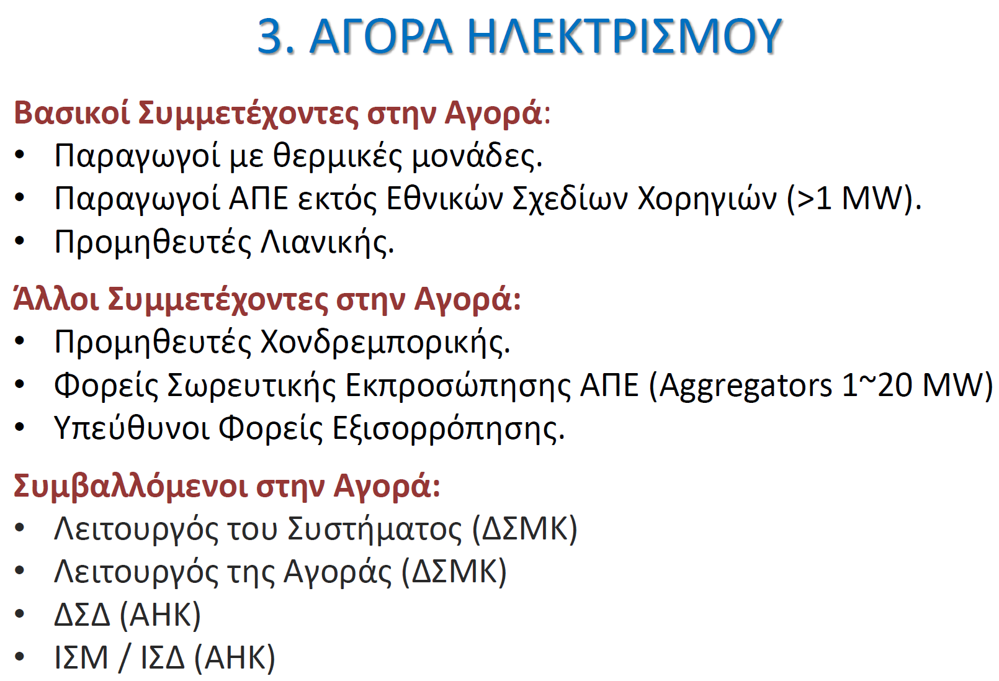 3. ΑΓΟΡΑ ΗΛΕΚΤΡΙΣΜΟΥ
Βασικοί Συμμετέχοντες στην Αγορά:
• Παραγωγοί με θερμικές μονάδες.
• Παραγωγοί ΑΠΕ εκτός Εθνικών Σχεδίων Χορηγιών (>1 MW).
• Προμηθευτές Λιανικής.
Άλλοι Συμμετέχοντες στην Αγορά:
• Προμηθευτές Χονδρεμπορικής.
• Φορείς Σωρευτικής Εκπροσώπησης ΑΠΕ (Aggregators 1~20 MW)
• Υπεύθυνοι Φορείς Εξισορρόπησης.
Συμβαλλόμενοι στην Αγορά:
• Λειτουργός του Συστήματος (ΔΣΜΚ)
• Λειτουργός της Αγοράς (ΔΣΜΚ)
• ΔΣΔ (ΑΗΚ)
• ΙΣΜ / ΙΣΔ (ΑΗΚ)